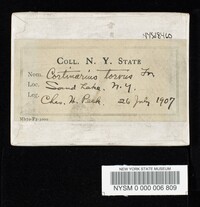 COLL. N. Y. STATE
Nom. Cortinarius torvus Fr.
Loc. Sand Lake, N. Y.
Leg. Chas. H. Peck. 26 July 1907
NEW YORK STATE MUSEUM
NYSM 0 000 006 809